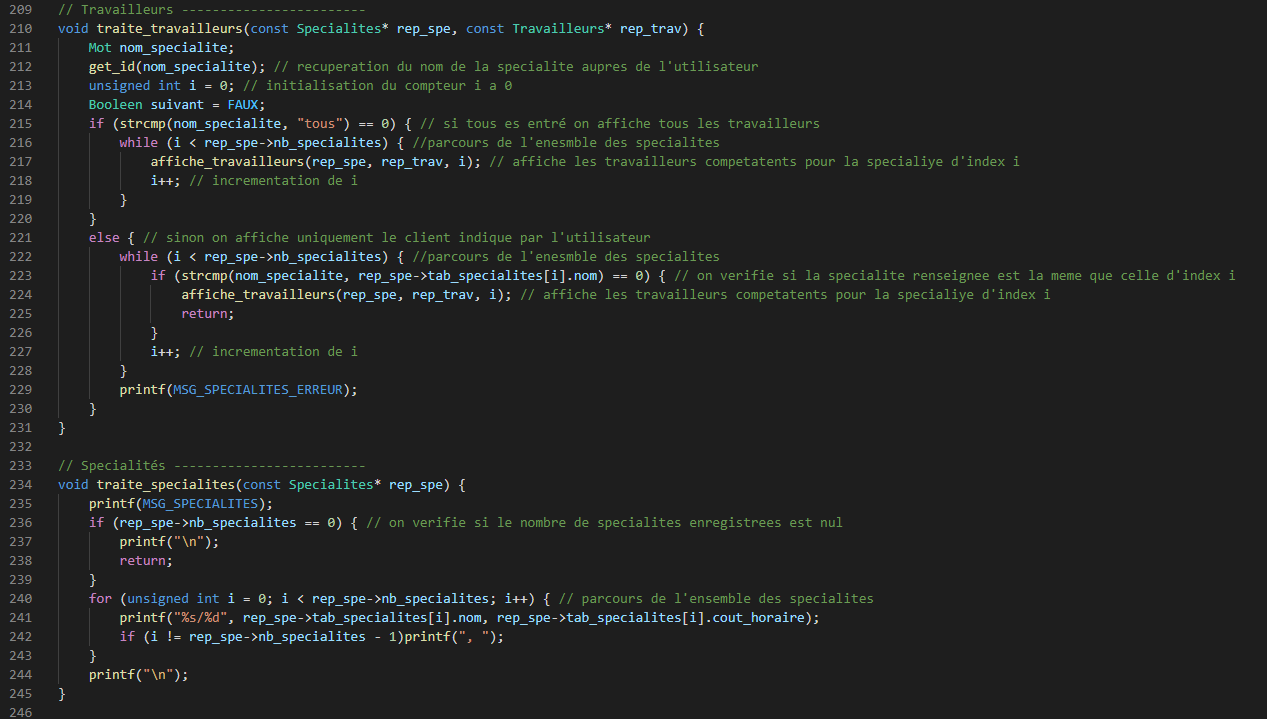 209 // Travailleurs ------------------------
210 void traite_travailleurs(const Specialites* rep_spe, const Travailleurs* rep_trav) {
211     Mot nom_specialite;
212     get_id(nom_specialite); // recuperation du nom de la specialite aupres de l'utilisateur
213     unsigned int i = 0; // initialisation du compteur i a 0
214     Booleen suivant = FAUX;
215     if (strcmp(nom_specialite, "tous") == 0) { // si tous es entré on affiche tous les travailleurs
216         while (i < rep_spe->nb_specialites) { //parcours de l'enesmble des specialites
217             affiche_travailleurs(rep_spe, rep_trav, i); // affiche les travailleurs competatents pour la specialiye d'index i
218             i++; // incrementation de i
219         }
220     }
221     else { // sinon on affiche uniquement le client indique par l'utilisateur
222         while (i < rep_spe->nb_specialites) { //parcours de l'enesmble des specialites
223             if (strcmp(nom_specialite, rep_spe->tab_specialites[i].nom) == 0) { // on verifie si la specialite renseignee est la meme que celle d'index i
224                 affiche_travailleurs(rep_spe, rep_trav, i); // affiche les travailleurs competatents pour la specialiye d'index i
225                 return;
226             }
227             i++; // incrementation de i
228         }
229         printf(MSG_SPECIALITES_ERREUR);
230     }
231 }
232
233 // Specialités -------------------------
234 void traite_specialites(const Specialites* rep_spe) {
235     printf(MSG_SPECIALITES);
236     if (rep_spe->nb_specialites == 0) { // on verifie si le nombre de specialites enregistrees est nul
237         printf("\n");
238         return;
239     }
240     for (unsigned int i = 0; i < rep_spe->nb_specialites; i++) { // parcours de l'ensemble des specialites
241         printf("%s/%d", rep_spe->tab_specialites[i].nom, rep_spe->tab_specialites[i].cout_horaire);
242         if (i != rep_spe->nb_specialites - 1)printf(", ");
243     }
244     printf("\n");
245 }
246